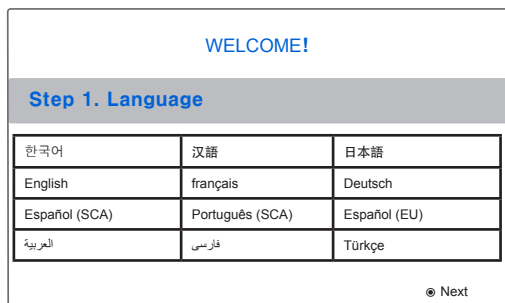 WELCOME!
Step 1. Language
한국어 汉語 日本語
English français Deutsch
Español (SCA) Português (SCA) Español (EU)
العربية فارسی Türkçe
Next